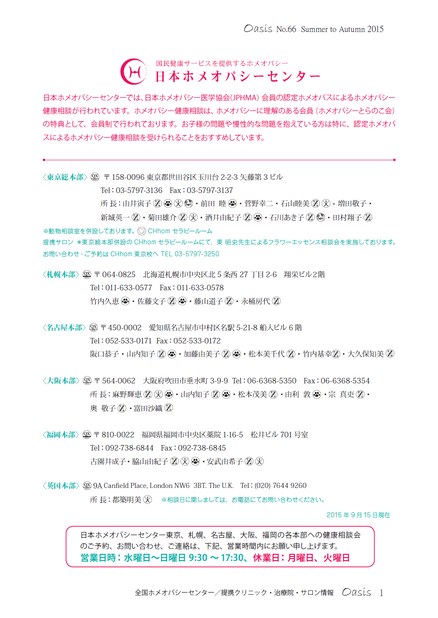 Oasis No.66 Summer to Autumn 2015
国民健康サービスを提供するホメオパシー
日本ホメオパシーセンター
日本ホメオパシーセンターでは、日本ホメオパシー医学協会(JPHMA)会員の認定ホメオパスによるホメオパシー
健康相談が行われています。ホメオパシー健康相談は、ホメオパシーに理解のある会員(ホメオパシーとらのこ会)
の特典として、会員制で行われております。お子様の問題や慢性的な問題を抱えている方は特に、認定ホメオパ
スによるホメオパシー健康相談を受けられることをおすすめしています。
〈東京総本部〉 〒158-0096 東京都世田谷区玉川台2-2-3 矢藤第3ビル
Tel:03-5797-3136 Fax:03-5797-3137
所 長:由井寅子 ・前田 睦 ・菅野幸二・石山睦美 ・増田敬子・
新城英一 ・菊田雄介 ・酒井由紀子 ・石川あき子 ・田村翔子
※動物相談室を併設しております。 CHhom セラピールーム
提携サロン ★東京総本部併設の CHhom セラピールームにて、東 昭史先生によるフラワーエッセンス相談会を実施しております。
お問い合わせ・ご予約は CHhom 東京校へ TEL 03-5797-3250
〈札幌本部〉 〒064-0825 北海道札幌市中央区北5条西27丁目2-6 翔栄ビル2階
Tel:011-633-0577 Fax:011-633-0578
竹内久恵 ・佐藤文子 ・藤山道子 ・永桶房代
〈名古屋本部〉 〒450-0002 愛知県名古屋市中村区名駅5-21-8 船入ビル6階
Tel:052-533-0171 Fax:052-533-0172
阪口恭子・山内知子 ・加藤由美子 ・松本美千代 ・竹内基幸 ・大久保知美
〈大阪本部〉 〒564-0062 大阪府吹田市垂水町3-9-9 Tel:06-6368-5350 Fax:06-6368-5354
所 長:麻野輝恵 ・山内知子 ・松本茂美 ・由利 敦 ・宗 真吏 ・
奥 敬子 ・富田沙織
〈福岡本部〉 〒810-0022 福岡県福岡市中央区薬院1-16-5 松井ビル701号室
Tel:092-738-6844 Fax:092-738-6845
古園井成子・脇山由紀子 ・安武由希子
〈英国本部〉 9A Canfield Place, London NW6 3BT. The U.K. Tel:(020) 7644 9260
所 長:都築明美 ※相談日に関しましては、お電話にてお問い合わせください。
2015年9月15日現在
日本ホメオパシーセンター東京、札幌、名古屋、大阪、福岡の各本部への健康相談会
のご予約、お問い合わせ、ご連絡は、下記、営業時間内にお願い申し上げます。
営業日時:水曜日〜日曜日 9:30 〜 17:30、休業日:月曜日、火曜日
全国ホメオパシーセンター／提携クリニック・治療院・サロン情報 Oasis 1